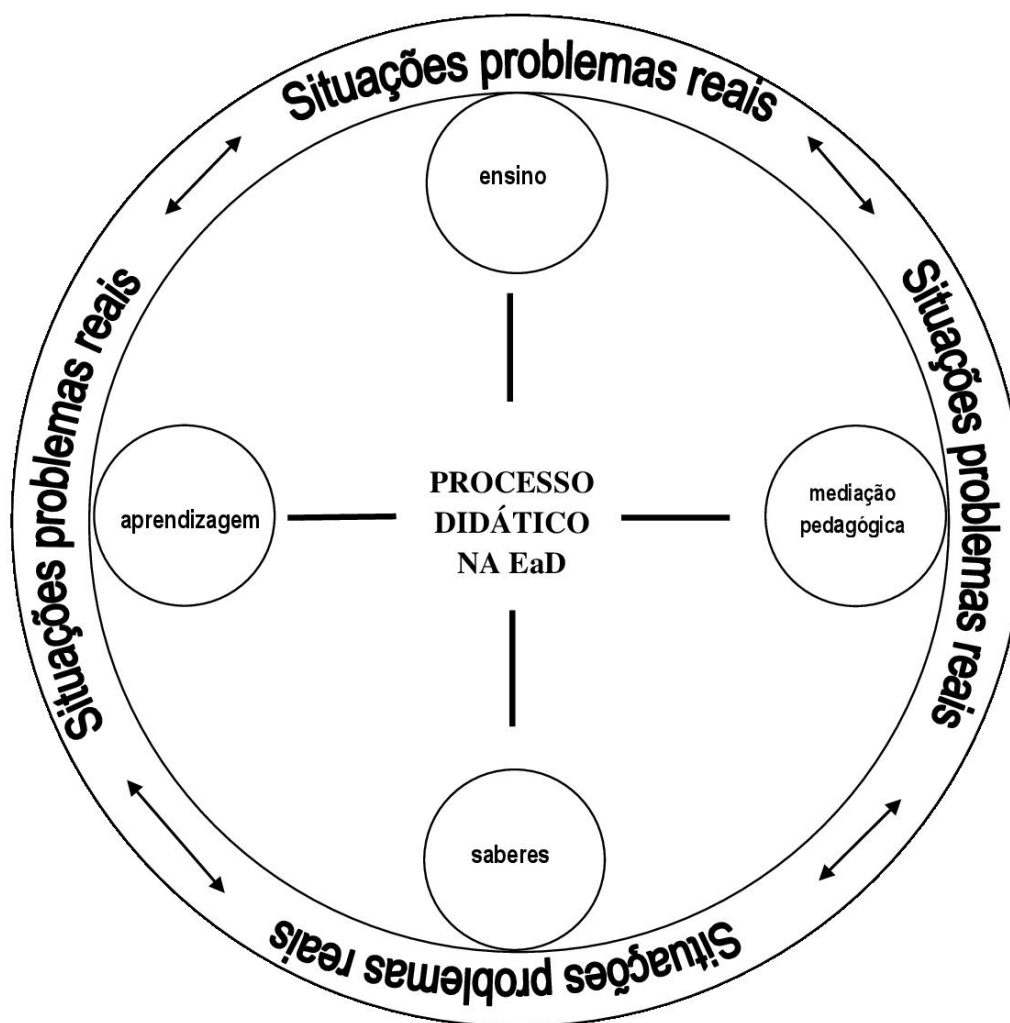 Situações problemas reais
ensino
Situações problemas reais
Situações problemas reais
aprendizagem
PROCESSO
DIDÁTICO
NA EaD
mediação
pedagógica
saberes
Situações problemas reais